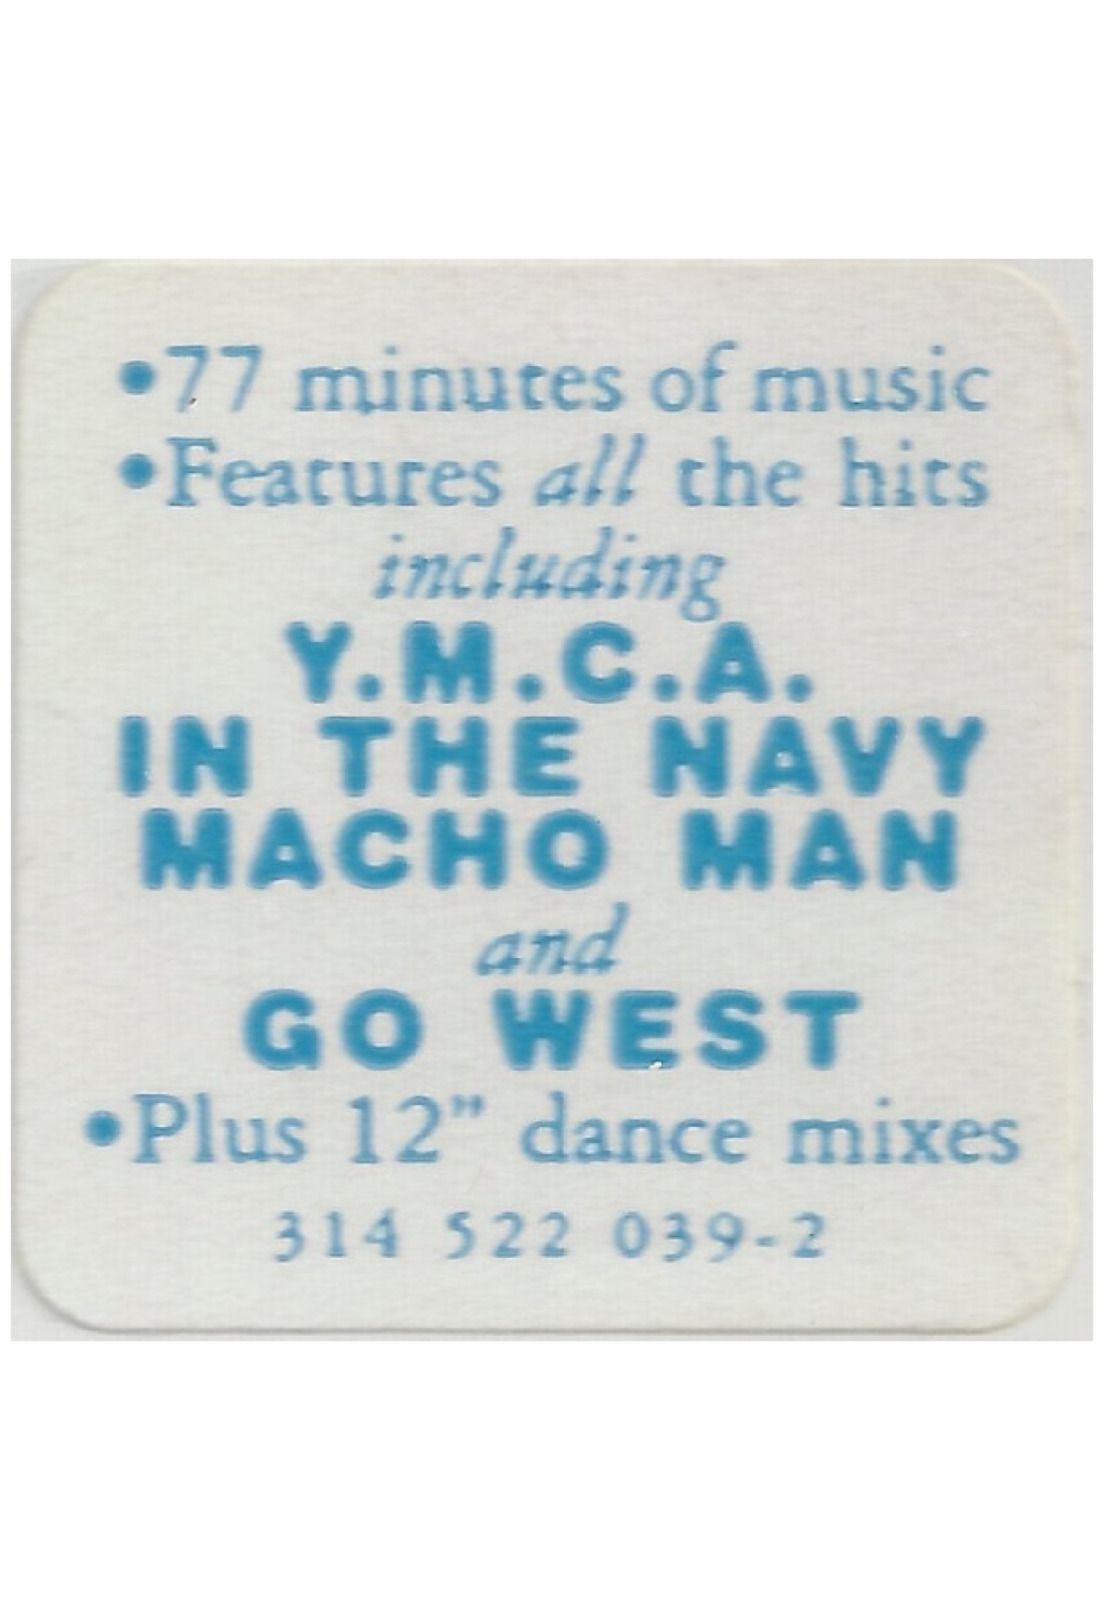 •77 minutes of music
•Features all the hits
including
Y.M.C.A.
IN THE NAVY
MACHO MAN
and
GO WEST
•Plus 12" dance mixes
314 522 039-2